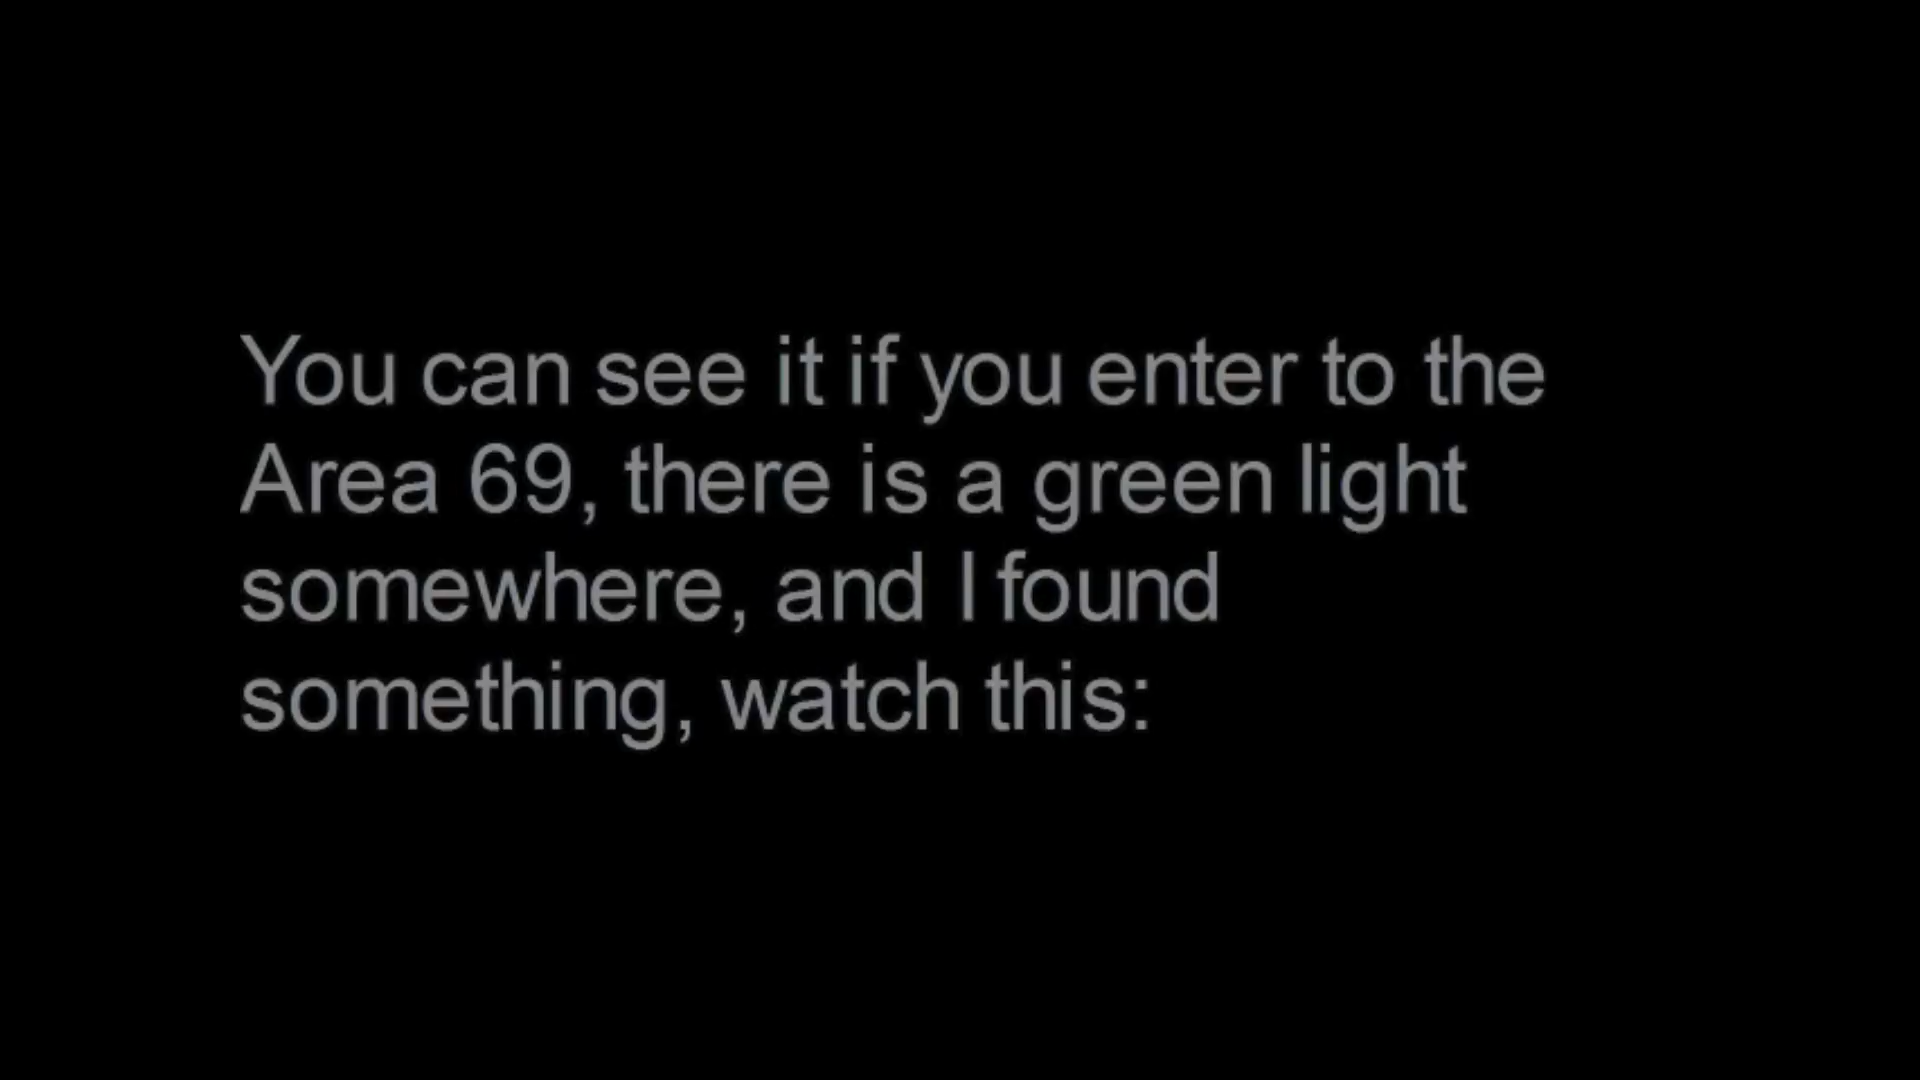 You can see it if you enter to the
Area 69, there is a green light
somewhere, and I found
something, watch this: